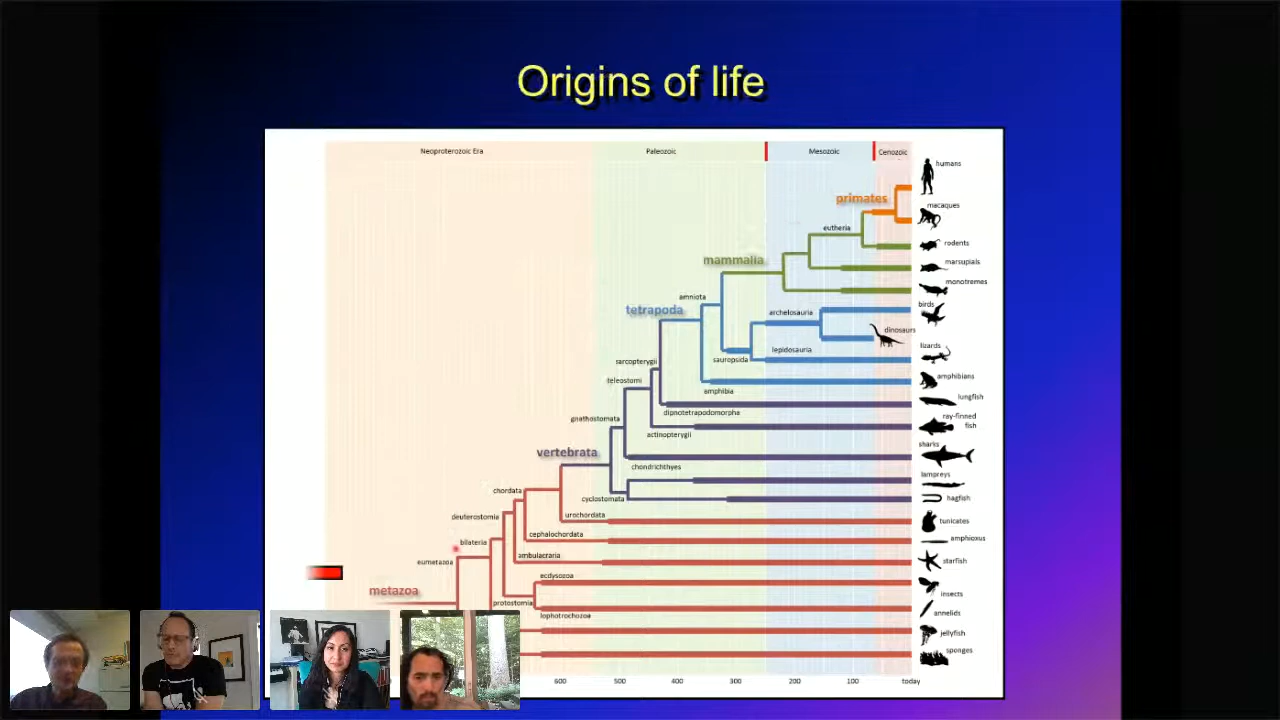 Origins of life
Neoproterozoic Era
Paleozoic
Mesozoic
Cenozoic
humans
primates
macaques
eutheria
rodents
mammalia
marsupials
monotremes
amniota
tetrapoda
archelosauria
birds
dinosaurs
lepidosauria
lizards
sauropsida
sarcopterygii
teleostomi
amphibians
amphibia
lungfish
dipnotetrapodomorpha
gnathostomata
ray-finned
fish
actinopterygii
vertebrata
sharks
chondrichthyes
lampreys
chordata
cyclostomata
hagfish
deuterostomia
urochordata
tunicates
cephalochordata
amphioxus
bilateria
ambulacraria
starfish
eumetazoa
ecdysozoa
metazoa
insects
protostomia
lophotrochozoa
annelids
jellyfish
sponges
600
500
400
300
200
100
today